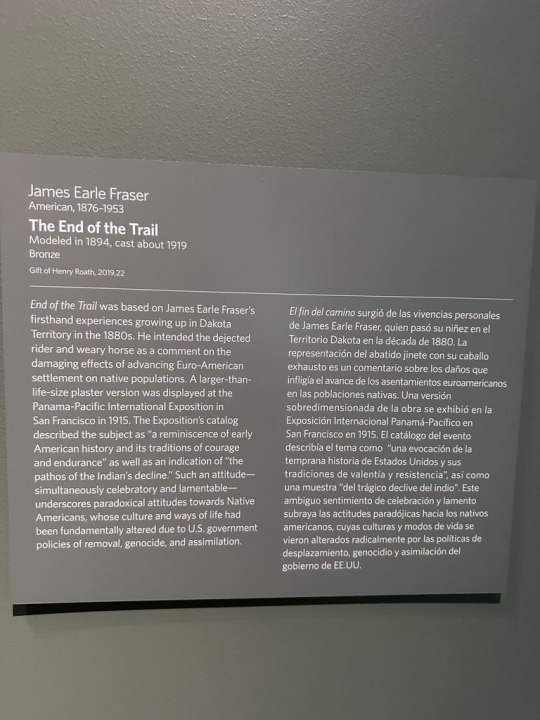 James Earle Fraser
American, 1876–1953
The End of the Trail
Modeled in 1894, cast about 1919
Bronze
Gift of Henry Roath, 2019.22
End of the Trail was based on James Earle Fraser's
firsthand experiences growing up in Dakota
Territory in the 1880s. He intended the dejected
rider and weary horse as a comment on the
damaging effects of advancing Euro-American
settlement on native populations. A larger-than-
life-size plaster version was displayed at the
Panama-Pacific International Exposition in
San Francisco in 1915. The Exposition's catalog
described the subject as "a reminiscence of early
American history and its traditions of courage
and endurance" as well as an indication of "the
pathos of the Indian's decline." Such an attitude—
simultaneously celebratory and lamentable—
underscores paradoxical attitudes towards Native
Americans, whose culture and ways of life had
been fundamentally altered due to U.S. government
policies of removal, genocide, and assimilation.
El fin del camino surgió de las vivencias personales
de James Earle Fraser, quien pasó su niñez en el
Territorio Dakota en la década de 1880. La
representación del abatido jinete con su caballo
exhausto es un comentario sobre los daños que
infligía el avance de los asentamientos euroamericanos
en las poblaciones nativas. Una versión
sobredimensionada de la obra se exhibió en la
Exposición Internacional Panamá-Pacífico en
San Francisco en 1915. El catálogo del evento
describía el tema como "una evocación de la
temprana historia de Estados Unidos y sus
tradiciones de valentía y resistencia", así como
una muestra "del trágico declive del indio". Este
ambiguo sentimiento de celebración y lamento
subraya las actitudes paradójicas hacia los nativos
americanos, cuyas culturas y modos de vida se
vieron alterados radicalmente por las políticas de
desplazamiento, genocidio y asimilación del
gobierno de EE.UU.